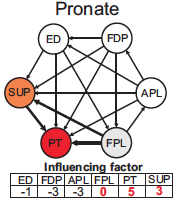 Pronate
ED FDP
SUP APL
PT FPL
Influencing factor
ED FDP APL FPL PT SUP
-1 -3 -3 0 5 3